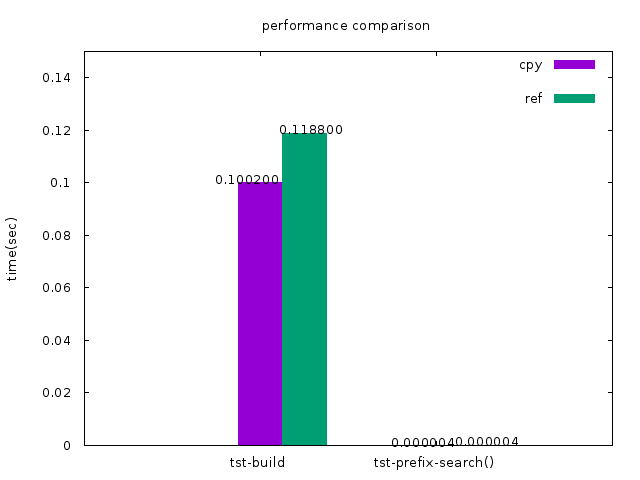 performance comparison
cpy
ref
time(sec)
0.14
0.12
0.1
0.08
0.06
0.04
0.02
0
0.100200
0.118800
0.000004
0.000004
tst-build
tst-prefix-search()